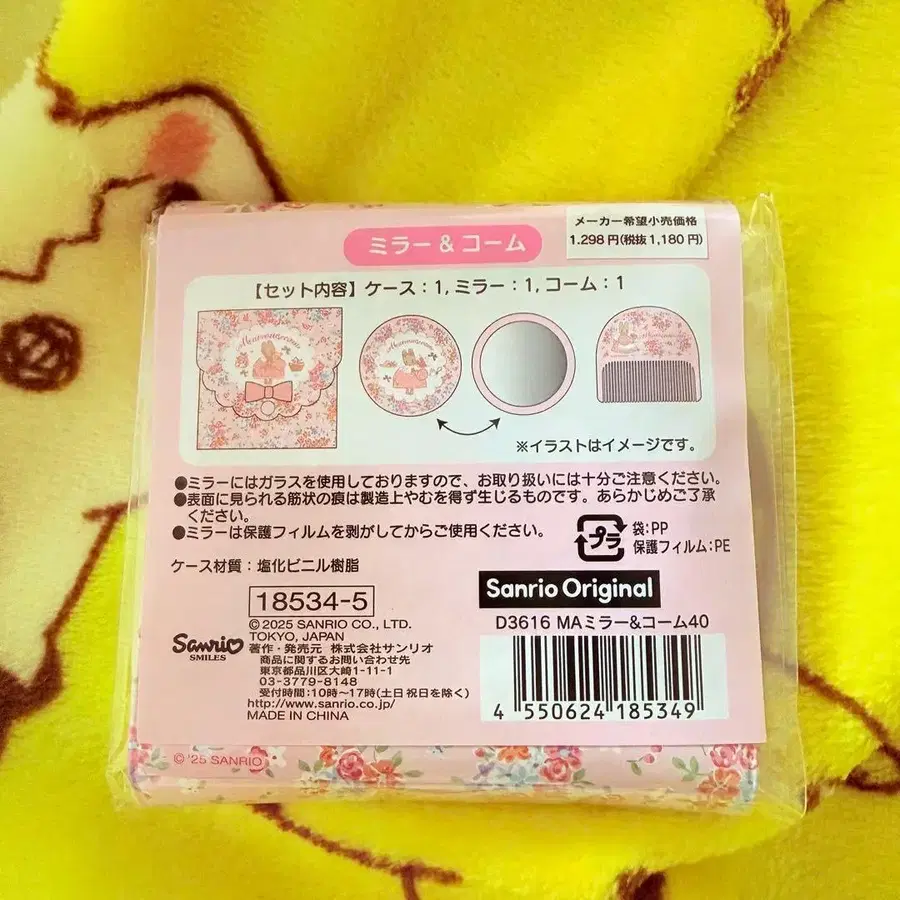 メーカー希望小売価格
1.298円(税抜1,180円)
ミラー&コーム
【セット内容】ケース:1,ミラー:1,コーム:1
※イラストはイメージです。
●ミラーにはガラスを使用しておりますので、お取り扱いには十分ご注意ください。
●表面に見られる筋状の痕は製造上やむを得ず生じるものです。あらかじめご了承
ください。
●ミラーは保護フィルムを剥がしてからご使用ください。
プラ
袋:PP
保護フィルム:PE
ケース材質:塩化ビニル樹脂
Sanrio Original
18534-5
D3616 MAミラー&コーム40
©2025 SANRIO CO., LTD.
TOKYO, JAPAN
Sanrio
SMILES
著作・発売元 株式会社サンリオ
商品に関するお問い合わせ先
東京都品川区大崎1-11-1
03-3779-8148
受付時間:10時〜17時(土日祝日を除く)
http://www.sanrio.co.jp/
MADE IN CHINA
4 550624 185349
© '25 SANRIO